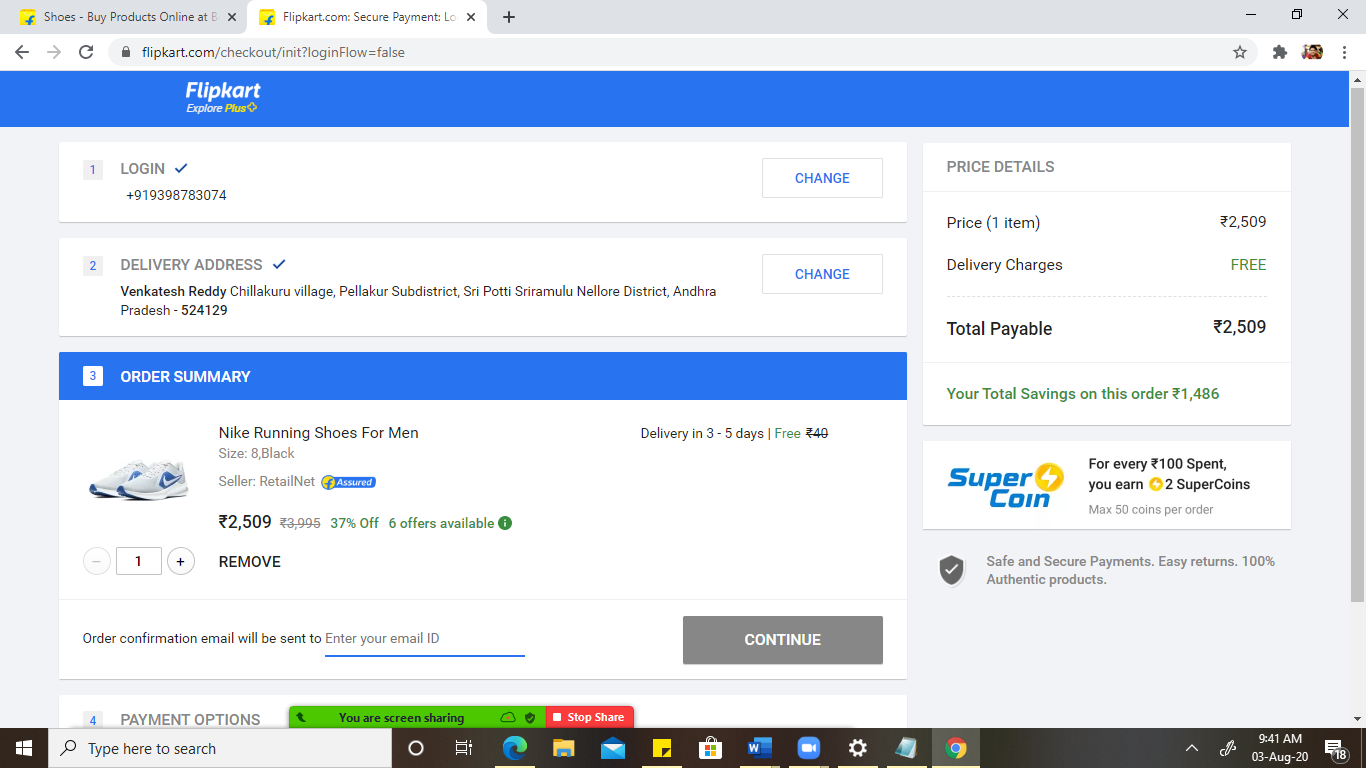 Shoes - Buy Products Online at B
Flipkart.com: Secure Payment: Lo
flipkart.com/checkout/init?loginFlow=false
Flipkart
Explore Plus
1 LOGIN
+919398783074
CHANGE
2 DELIVERY ADDRESS
Venkatesh Reddy Chillakuru village, Pellakur Subdistrict, Sri Potti Sriramulu Nellore District, Andhra
Pradesh - 524129
CHANGE
3 ORDER SUMMARY
Nike Running Shoes For Men
Size: 8,Black
Seller: RetailNet Assured
₹2,509 ₹3,995 37% Off 6 offers available
Delivery in 3 - 5 days | Free ₹40
− 1 + REMOVE
Order confirmation email will be sent to Enter your email ID
CONTINUE
4 PAYMENT OPTIONS
PRICE DETAILS
Price (1 item) ₹2,509
Delivery Charges FREE
Total Payable ₹2,509
Your Total Savings on this order ₹1,486
Super Coin
For every ₹100 Spent,
you earn 2 SuperCoins
Max 50 coins per order
Safe and Secure Payments. Easy returns. 100%
Authentic products.
You are screen sharing Stop Share
Type here to search
9:41 AM
03-Aug-20
18